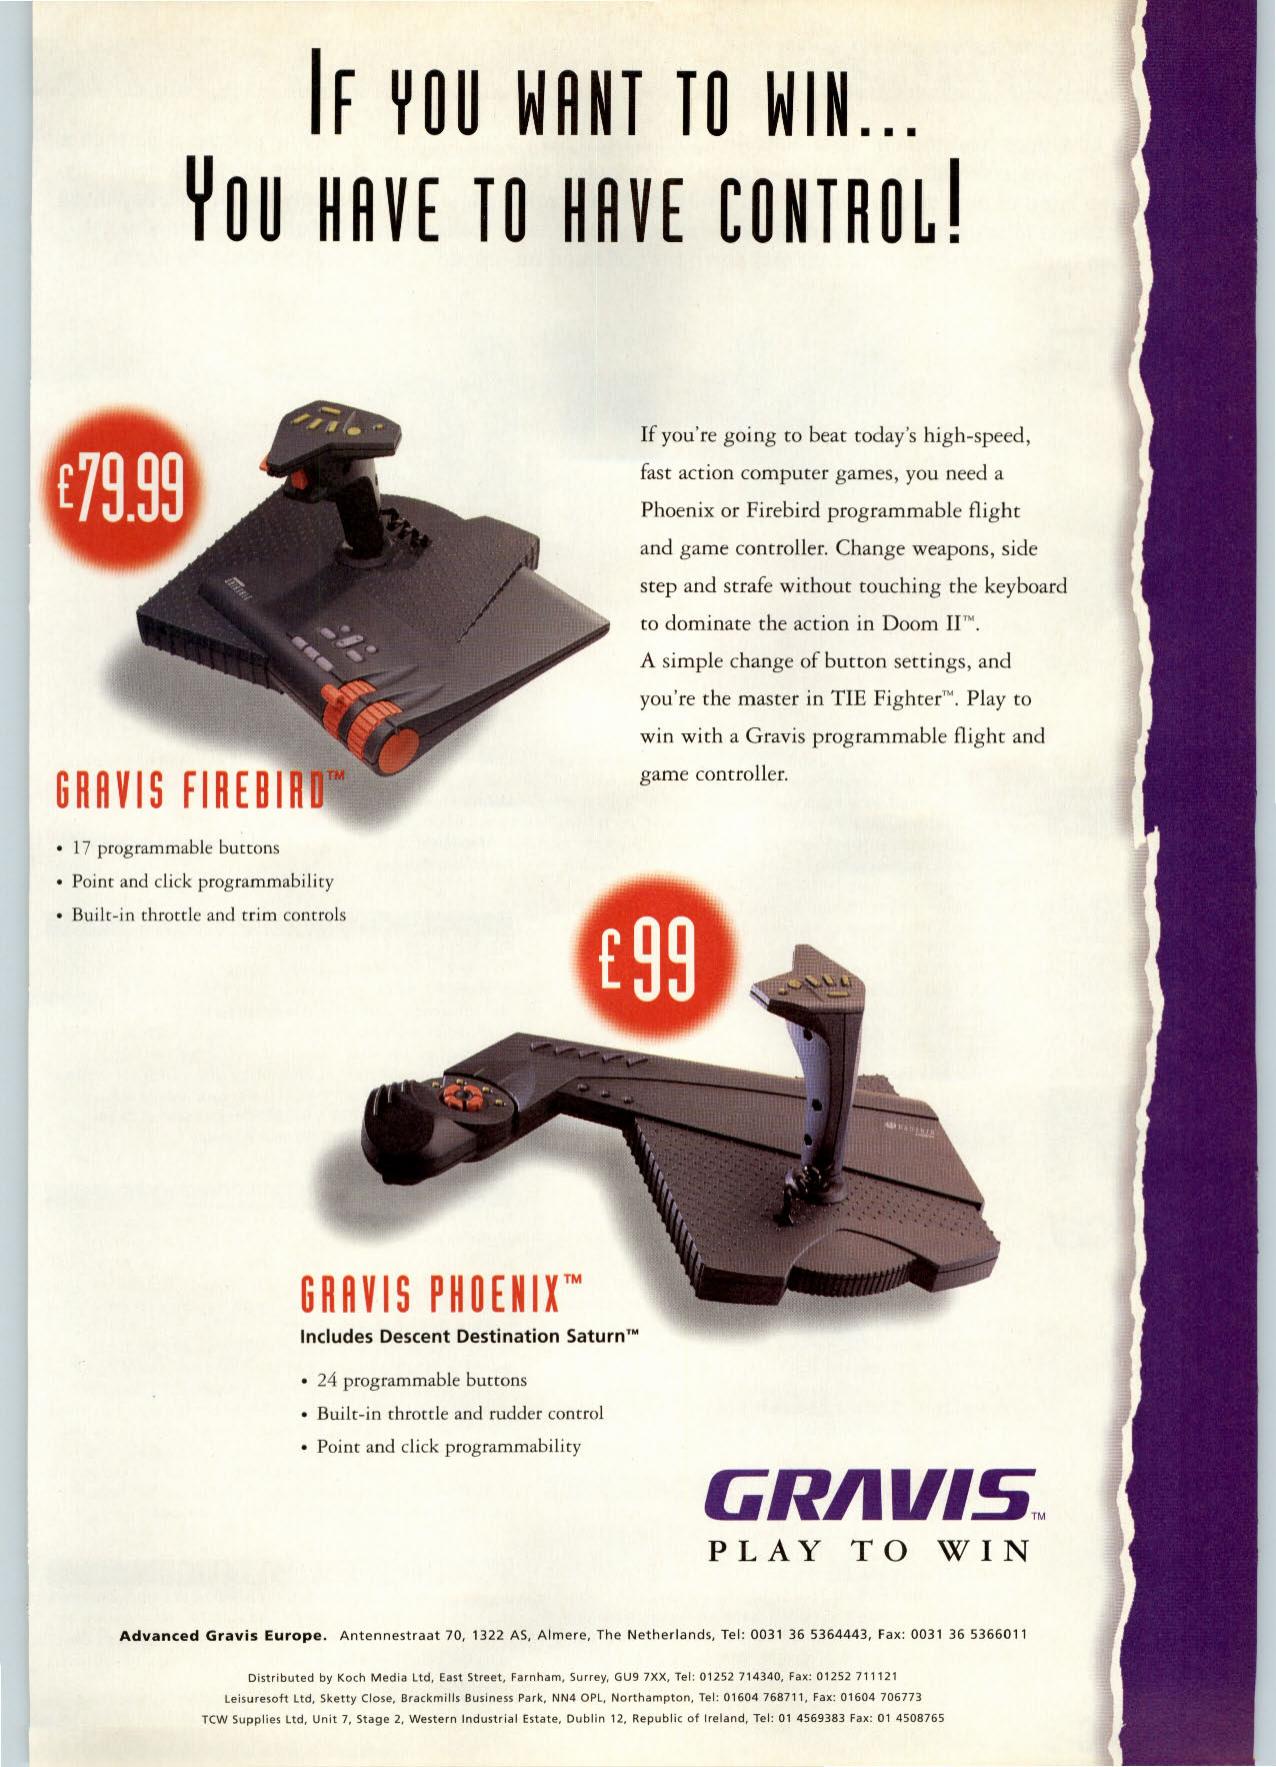 IF YOU WANT TO WIN...
YOU HAVE TO HAVE CONTROL!
£79.99
If you're going to beat today's high-speed,
fast action computer games, you need a
Phoenix or Firebird programmable flight
and game controller. Change weapons, side
step and strafe without touching the keyboard
to dominate the action in Doom II™.
A simple change of button settings, and
you're the master in TIE Fighter™. Play to
win with a Gravis programmable flight and
game controller.
GRAVIS FIREBIRD™
• 17 programmable buttons
• Point and click programmability
• Built-in throttle and trim controls
£99
GRAVIS PHOENIX™
Includes Descent Destination Saturn™
• 24 programmable buttons
• Built-in throttle and rudder control
• Point and click programmability
GRAVIS™
PLAY TO WIN
Advanced Gravis Europe. Antennestraat 70, 1322 AS, Almere, The Netherlands, Tel: 0031 36 5364443, Fax: 0031 36 5366011
Distributed by Koch Media Ltd, East Street, Farnham, Surrey, GU9 7XX, Tel: 01252 714340, Fax: 01252 711121
Leisuresoft Ltd, Sketty Close, Brackmills Business Park, NN4 OPL, Northampton, Tel: 01604 768711, Fax: 01604 706773
TCW Supplies Ltd, Unit 7, Stage 2, Western Industrial Estate, Dublin 12, Republic of Ireland, Tel: 01 4569383 Fax: 01 4508765